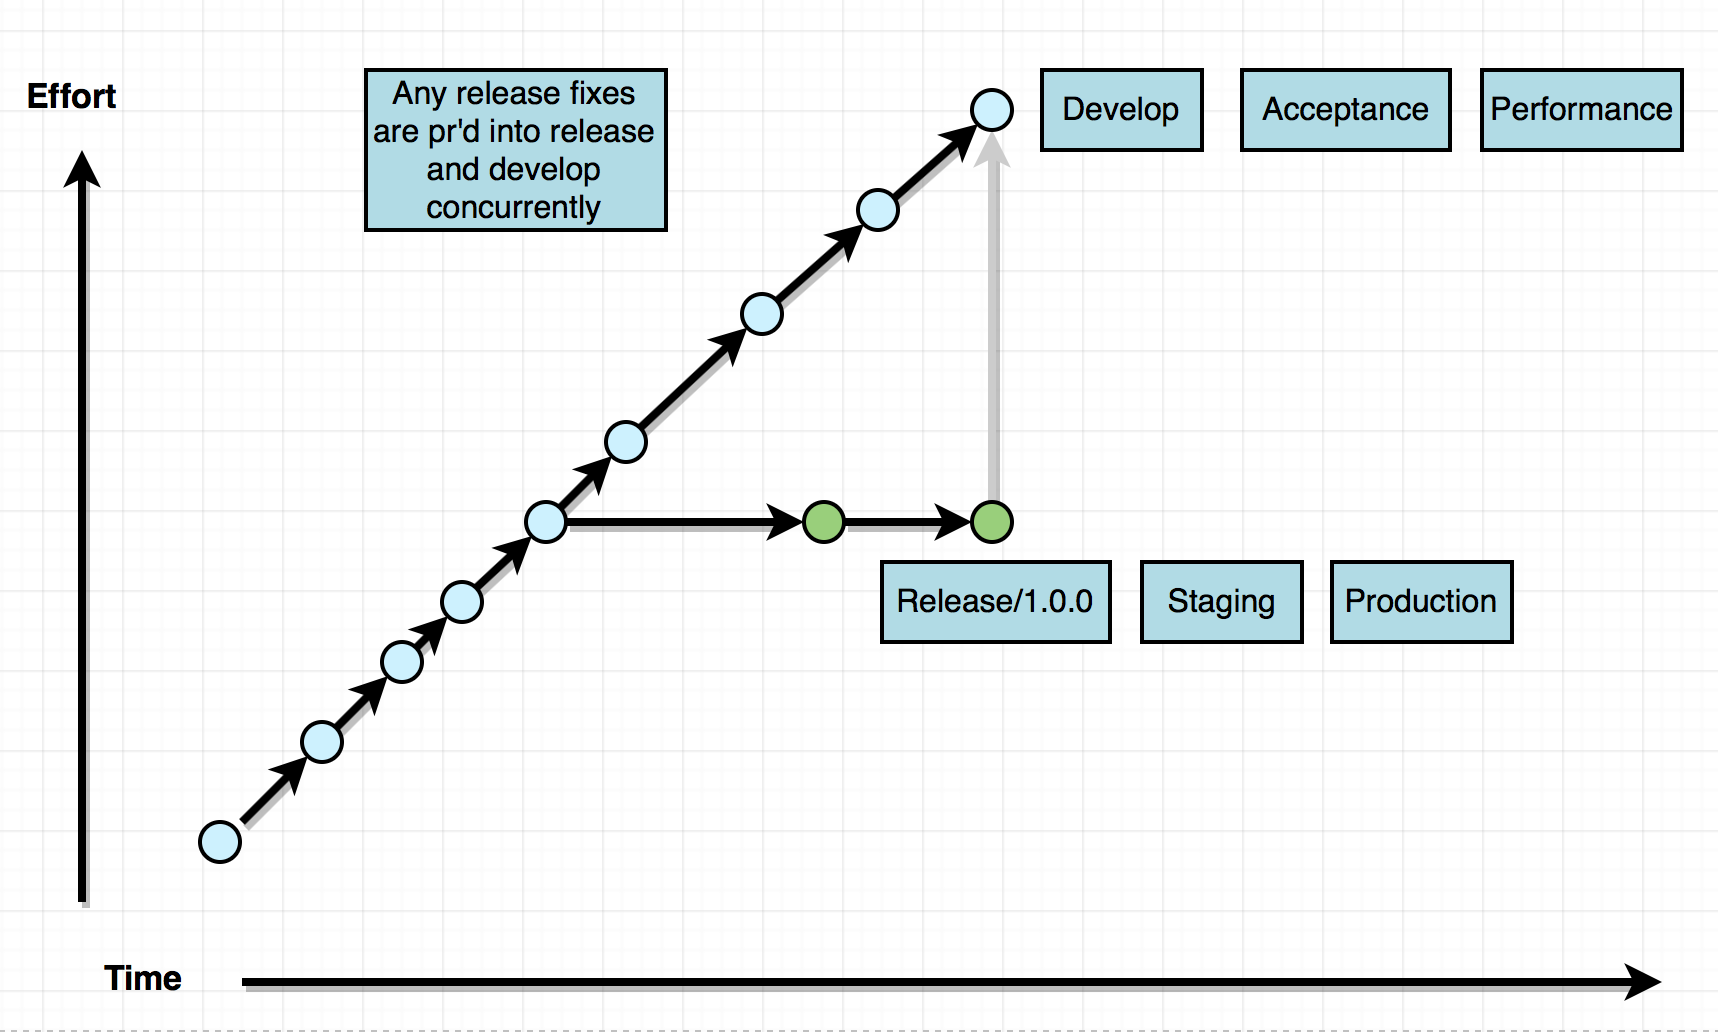 Effort
Any release fixes
are pr'd into release
and develop
concurrently
Develop
Acceptance
Performance
Release/1.0.0
Staging
Production
Time